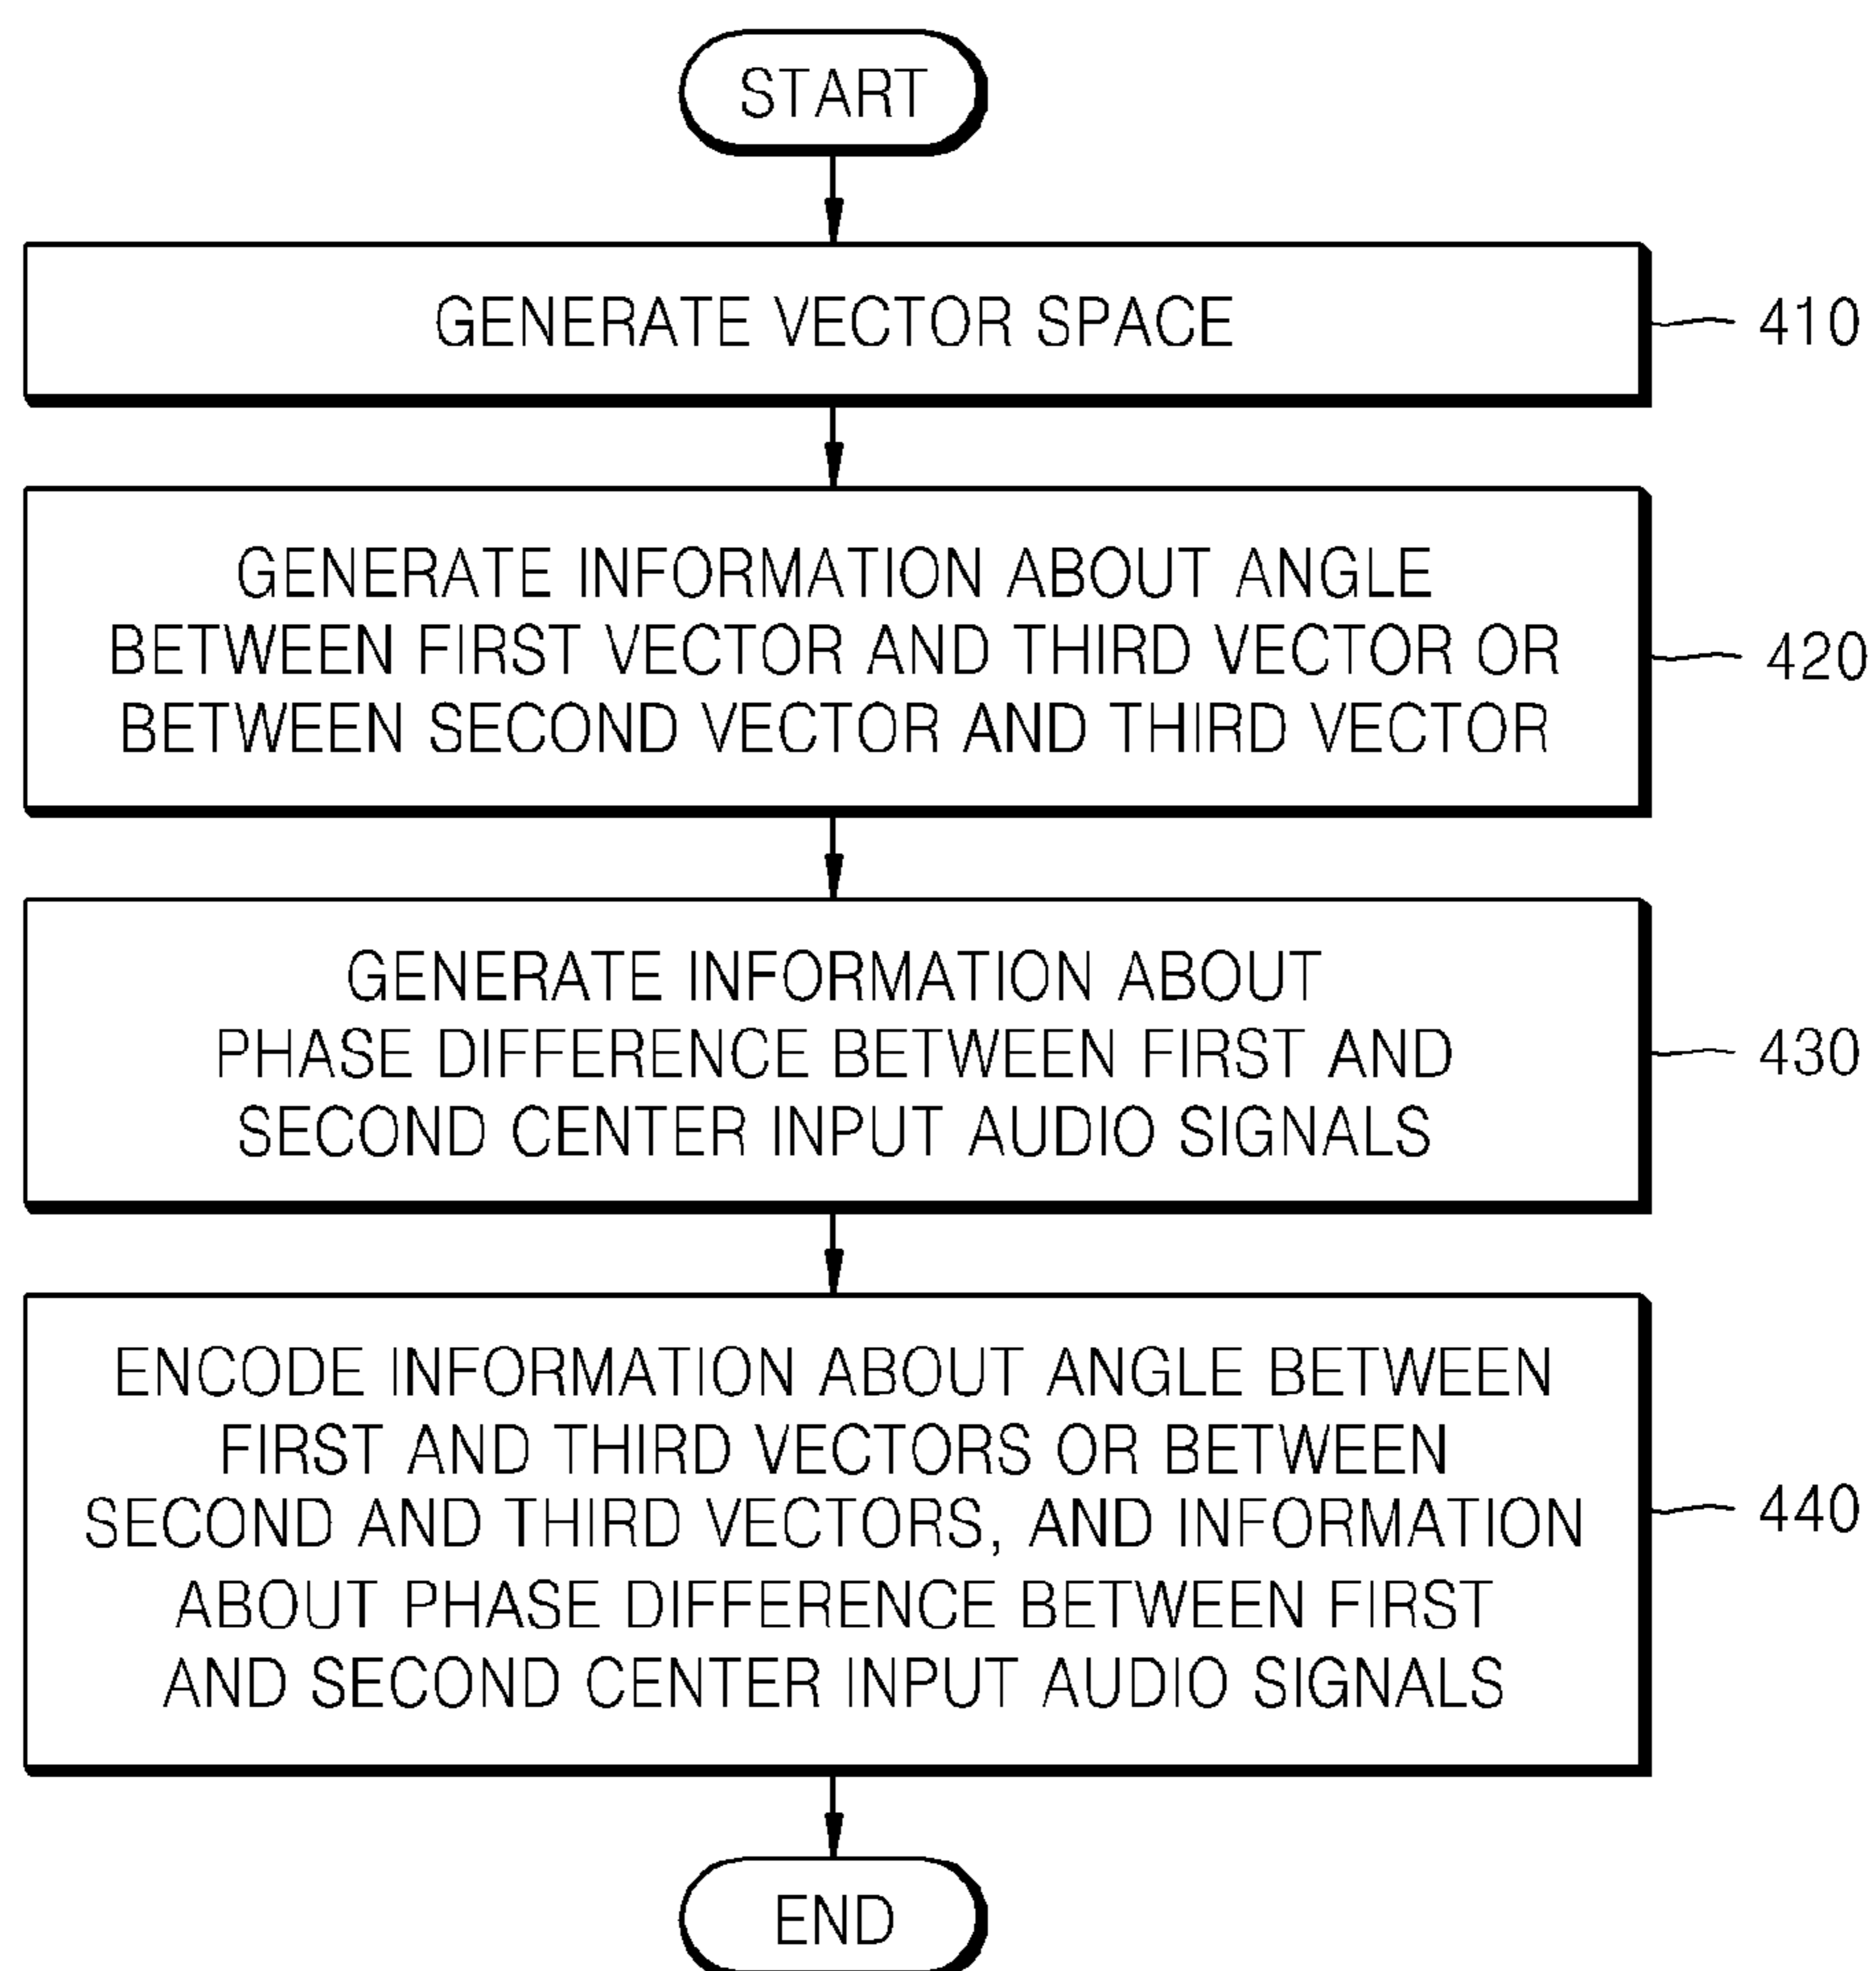 START
GENERATE VECTOR SPACE
410
GENERATE INFORMATION ABOUT ANGLE
BETWEEN FIRST VECTOR AND THIRD VECTOR OR
BETWEEN SECOND VECTOR AND THIRD VECTOR
420
GENERATE INFORMATION ABOUT
PHASE DIFFERENCE BETWEEN FIRST AND
SECOND CENTER INPUT AUDIO SIGNALS
430
ENCODE INFORMATION ABOUT ANGLE BETWEEN
FIRST AND THIRD VECTORS OR BETWEEN
SECOND AND THIRD VECTORS, AND INFORMATION
ABOUT PHASE DIFFERENCE BETWEEN FIRST
AND SECOND CENTER INPUT AUDIO SIGNALS
440
END